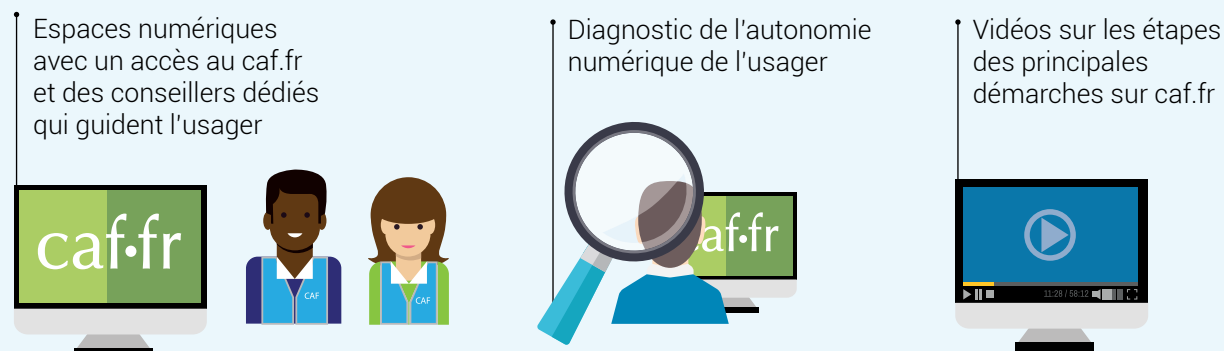 Espaces numériques
avec un accès au caf.fr
et des conseillers dédiés
qui guident l'usager
caf.fr
CAF
CAF
Diagnostic de l'autonomie
numérique de l'usager
af.fr
Vidéos sur les étapes
des principales
démarches sur caf.fr
11:28 / 58:12